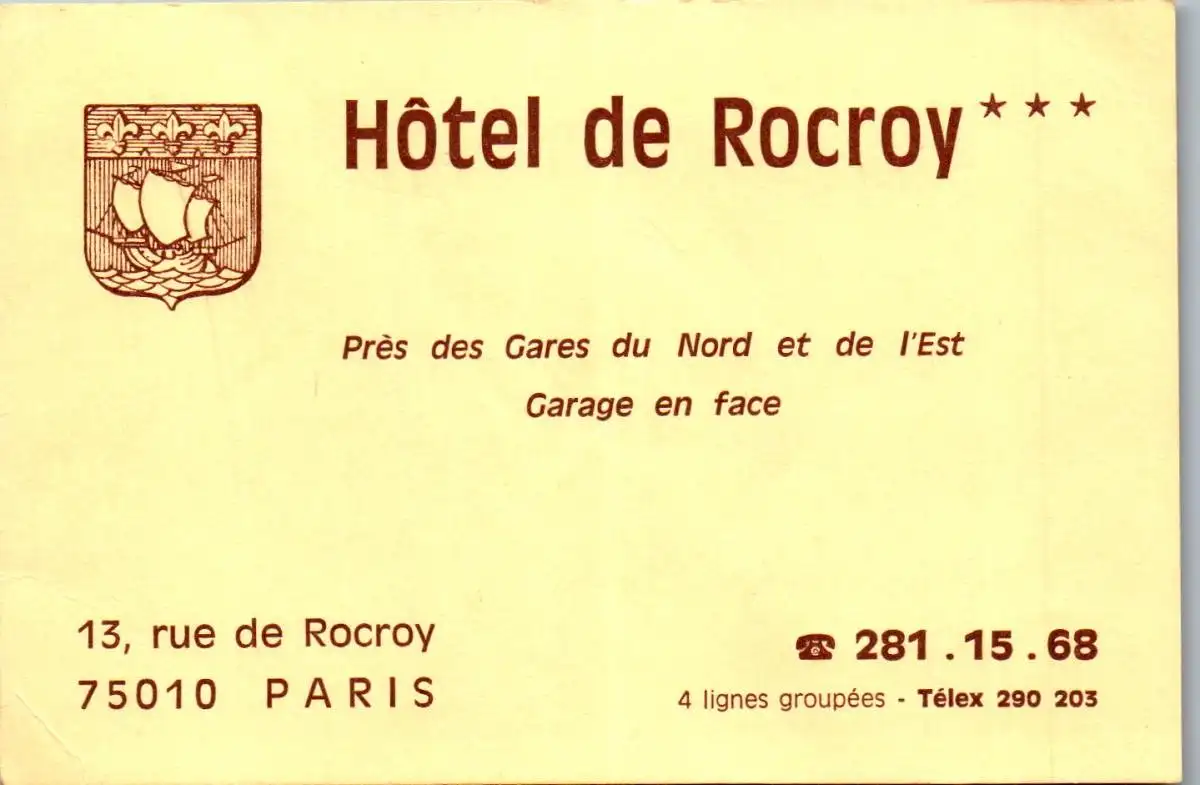 Hôtel de Rocroy ★★★
Près des Gares du Nord et de l'Est
Garage en face
13, rue de Rocroy
75010 PARIS
☎ 281.15.68
4 lignes groupées - Télex 290 203